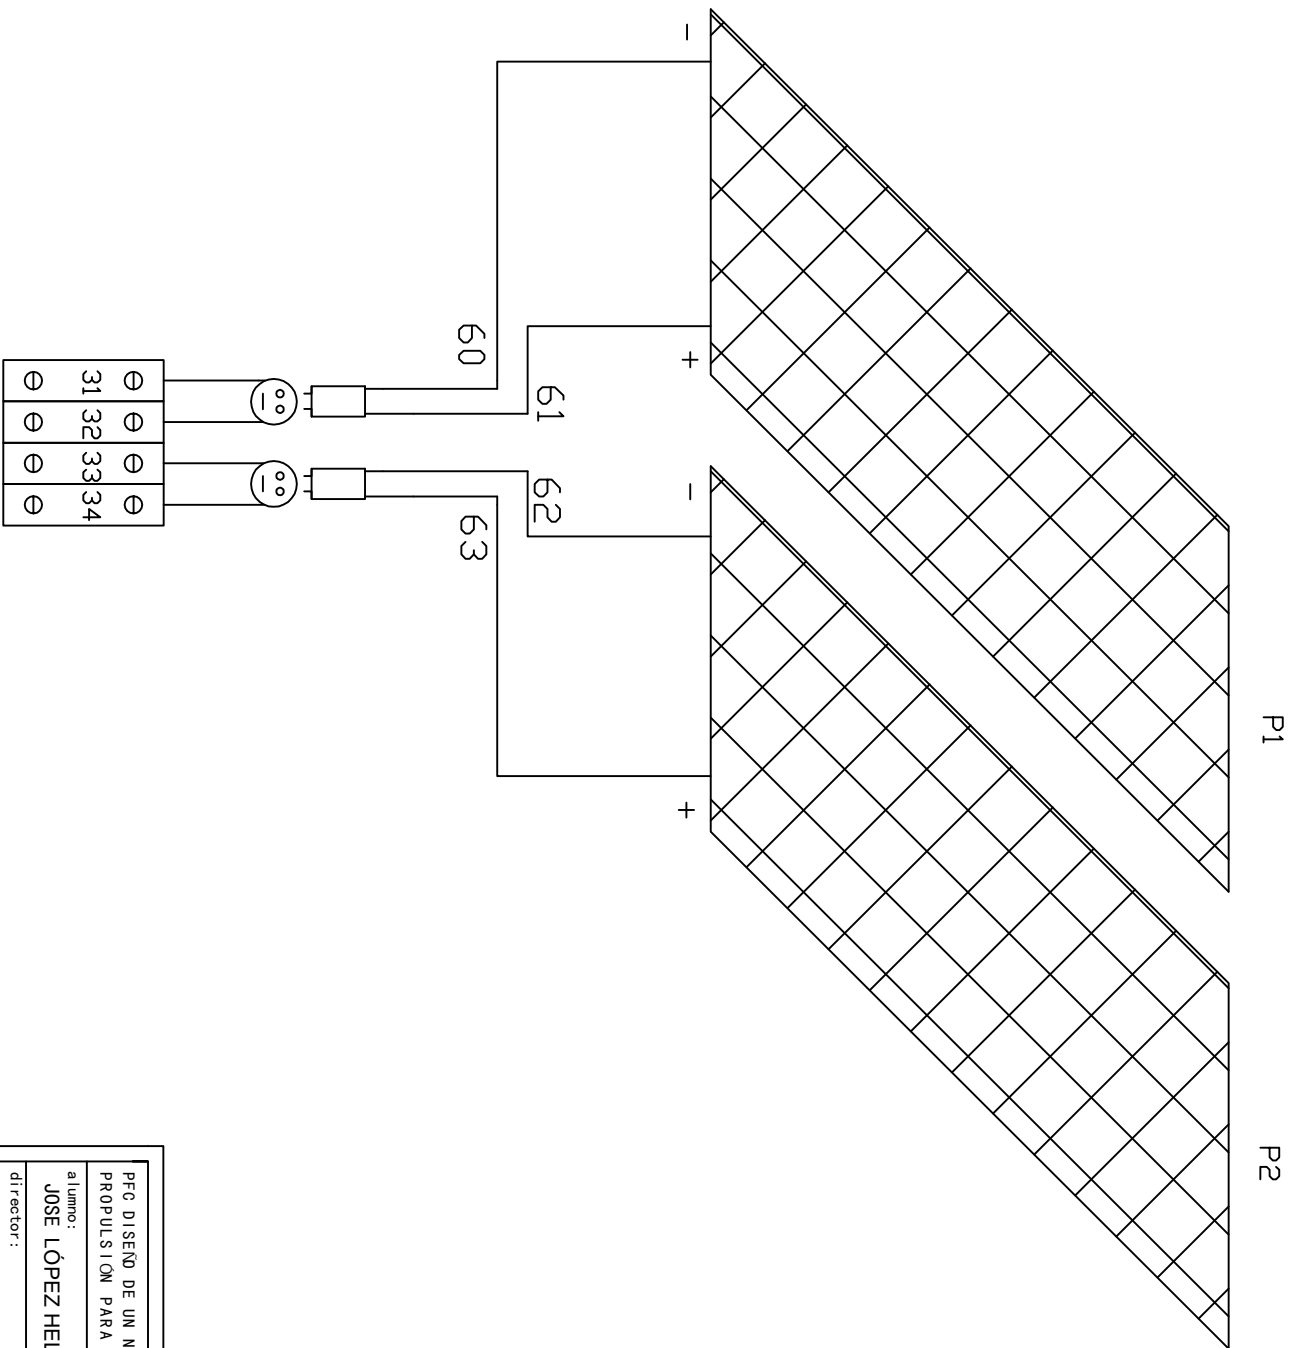 P1
P2
-
+
-
+
60
61
62
63
31
32
33
34
PFC DISEÑO DE UN N
PROPULSIÓN PARA
alumno:
JOSE LÓPEZ HEL
director: